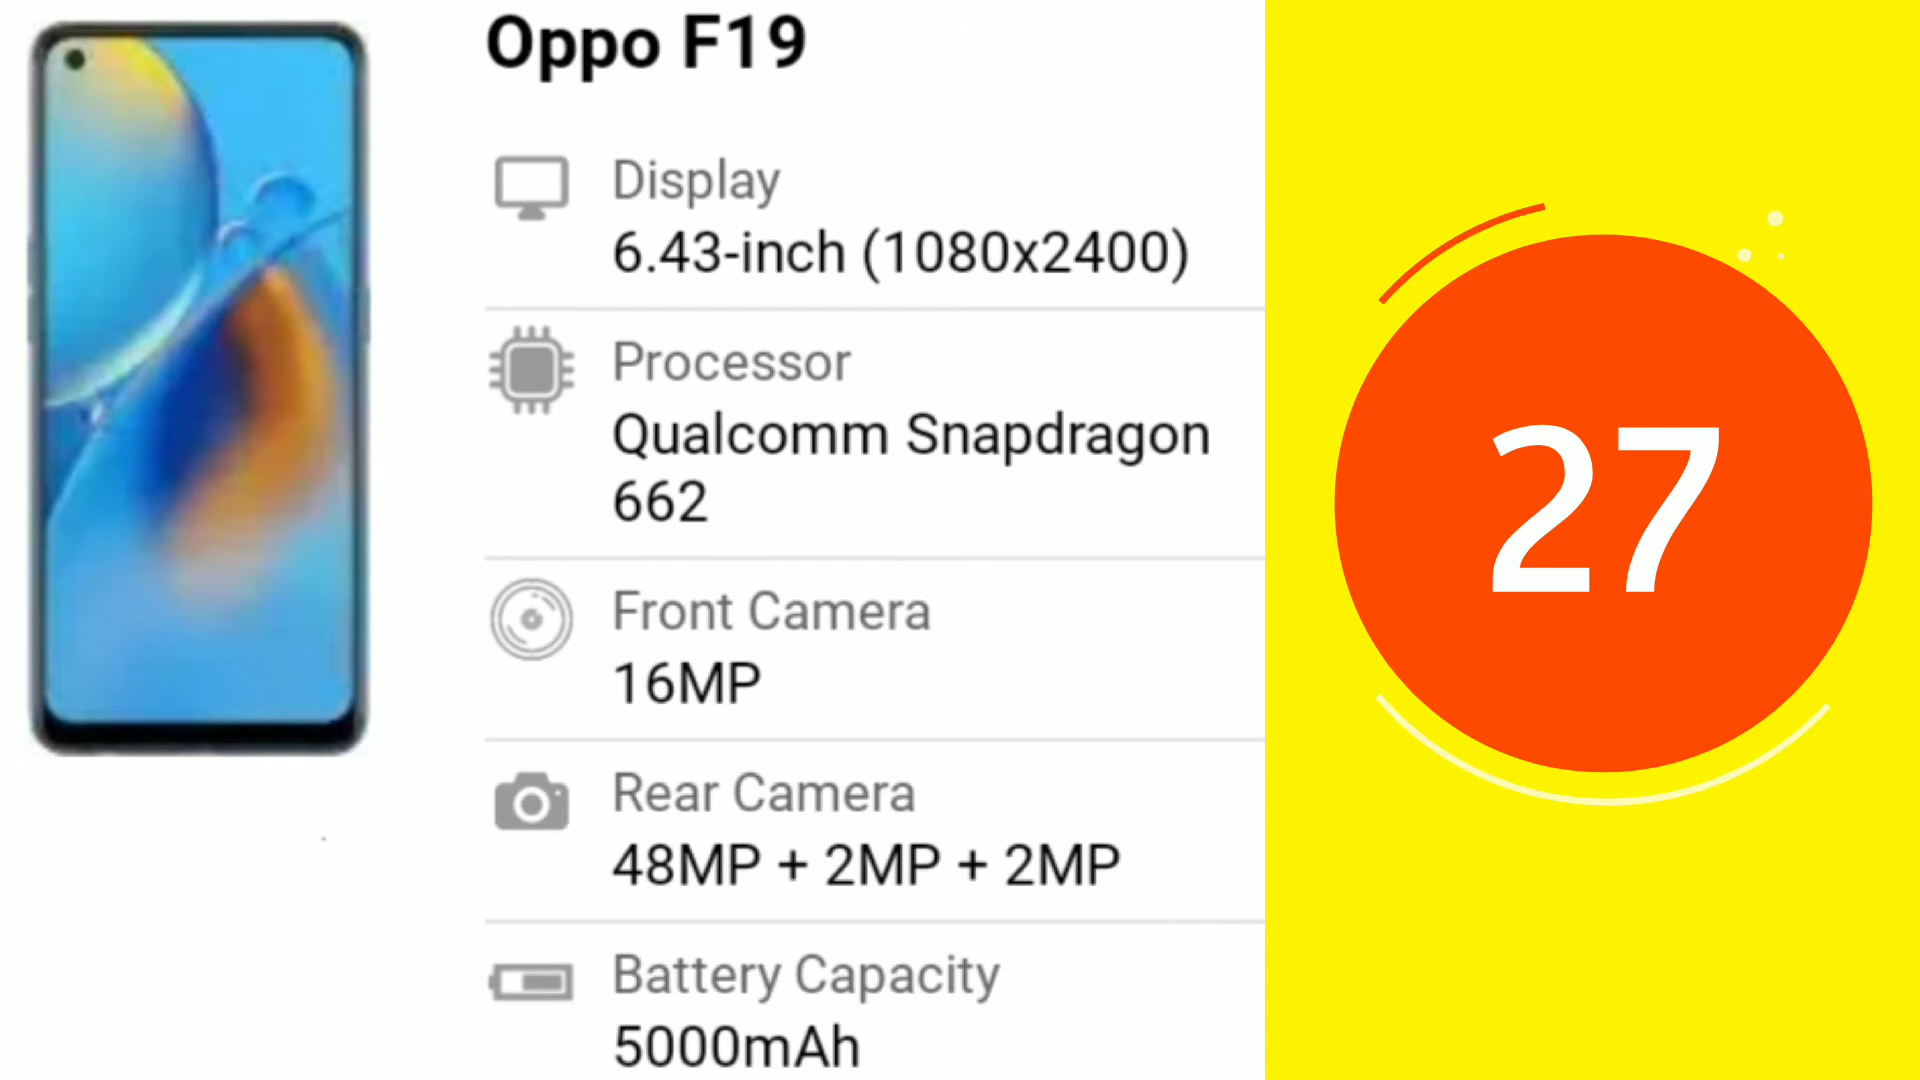 Oppo F19
Display
6.43-inch (1080x2400)
Processor
Qualcomm Snapdragon
662
Front Camera
16MP
Rear Camera
48MP + 2MP + 2MP
Battery Capacity
5000mAh
27